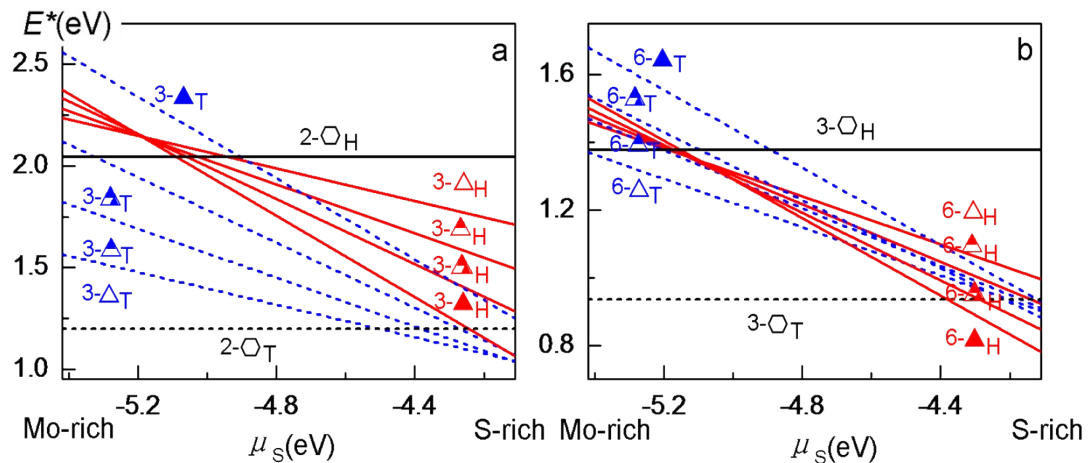 E*(eV)
a
b
2.5
2.0
1.5
1.0
3-▲T
2-⬡H
3-△H
3-H
3-H
3-▲H
3-T
3-T
3-△T
2-⬡T
-5.2
-4.8
-4.4
Mo-rich
μS(eV)
S-rich
1.6
1.2
0.8
6-▲T
6-T
6-T
6-△T
3-⬡H
6-△H
6-H
6-H
6-▲H
3-⬡T
-5.2
-4.8
-4.4
Mo-rich
μS(eV)
S-rich